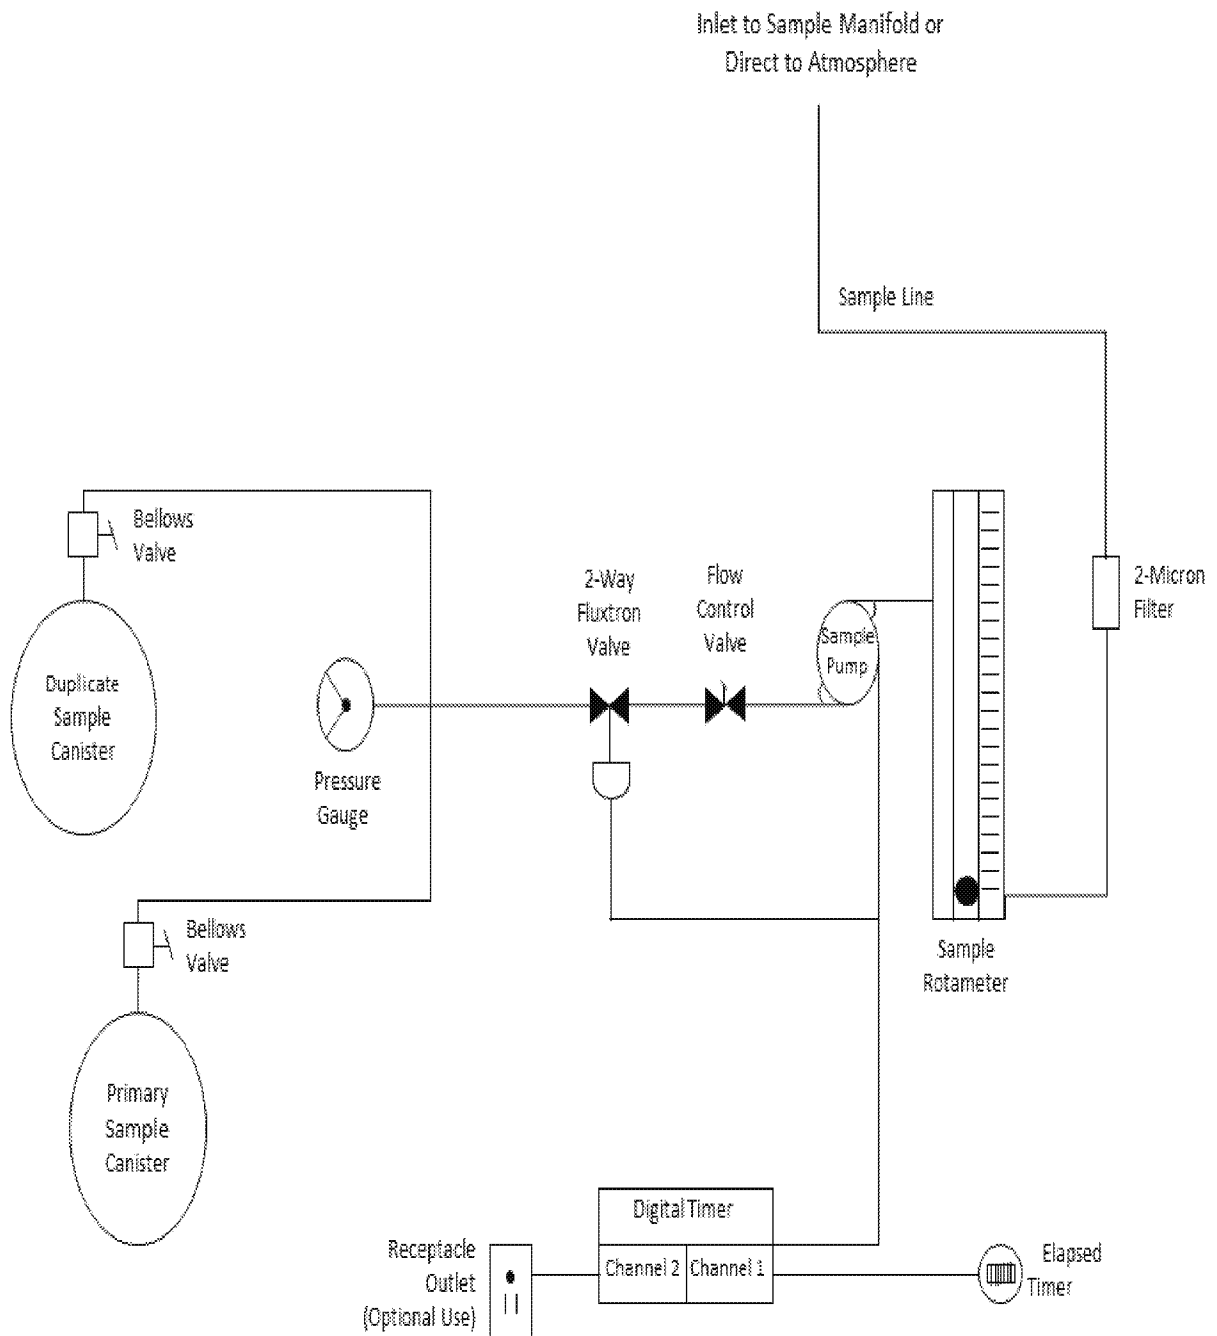 Inlet to Sample Manifold or
Direct to Atmosphere
Sample Line
Bellows
Valve
2-Way
Fluxtron
Valve
Flow
Control
Valve
Sample
Pump
2-Micron
Filter
Duplicate
Sample
Canister
Pressure
Gauge
Bellows
Valve
Sample
Rotameter
Primary
Sample
Canister
Digital Timer
Channel 2
Channel 1
Receptacle
Outlet
(Optional Use)
Elapsed
Timer